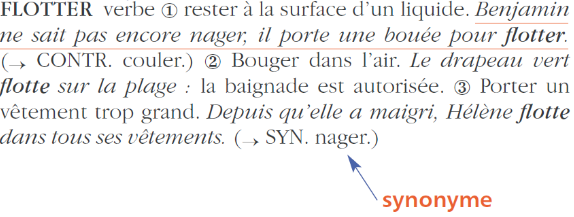 FLOTTER verbe ① rester à la surface d'un liquide. Benjamin
ne sait pas encore nager, il porte une bouée pour flotter.
(→ CONTR. couler.) ② Bouger dans l'air. Le drapeau vert
flotte sur la plage : la baignade est autorisée. ③ Porter un
vêtement trop grand. Depuis qu'elle a maigri, Hélène flotte
dans tous ses vêtements. (→ SYN. nager.)
synonyme